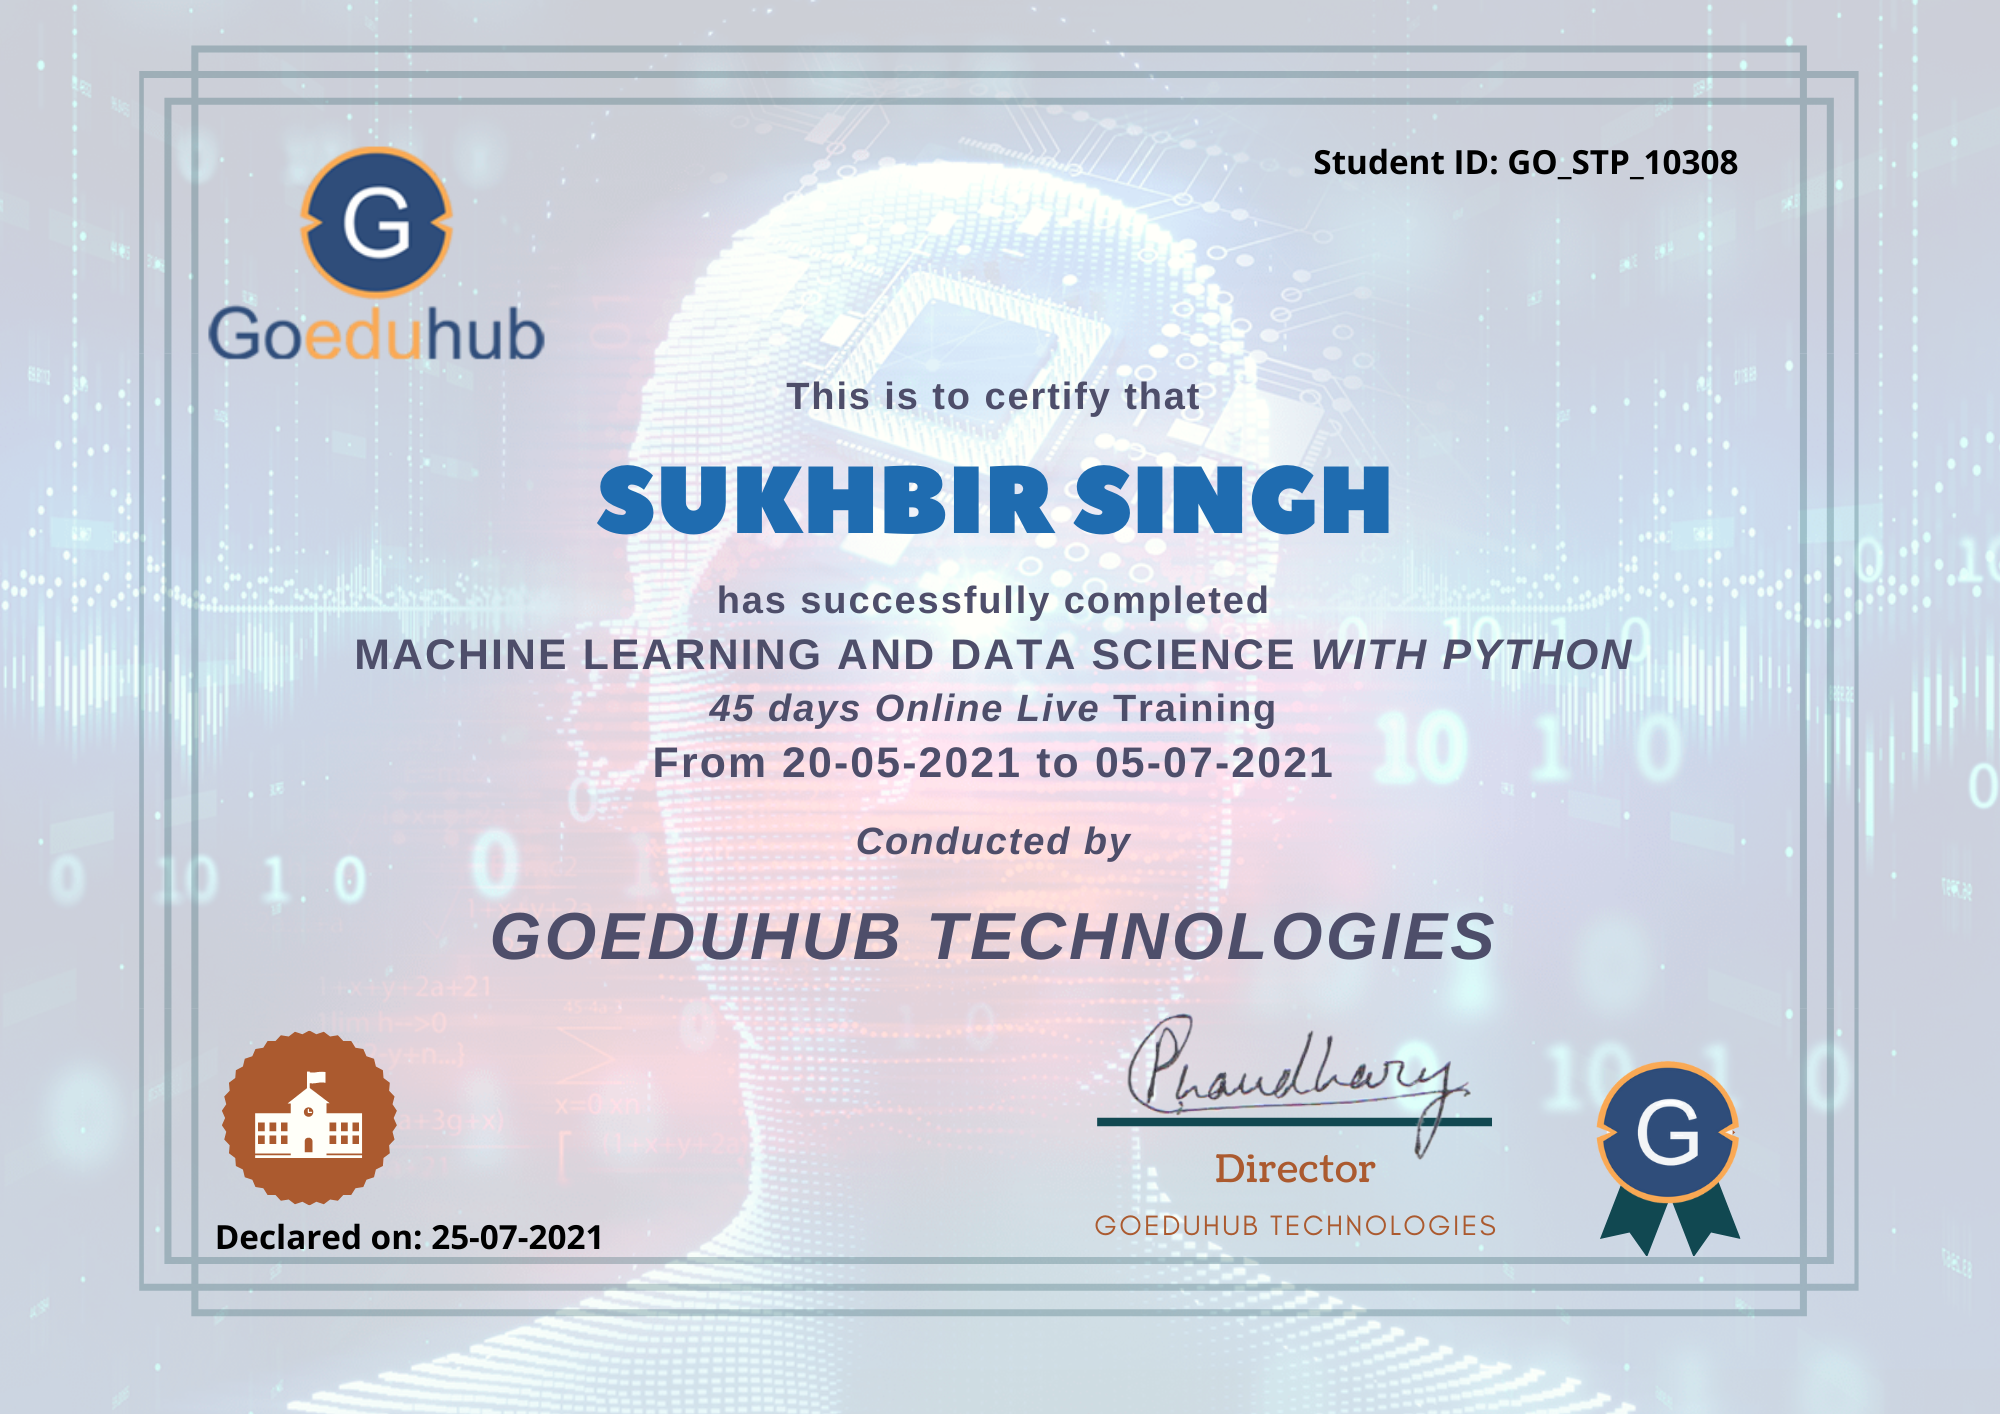 Student ID: GO_STP_10308
G
Goeduhub
This is to certify that
SUKHBIR SINGH
has successfully completed
MACHINE LEARNING AND DATA SCIENCE WITH PYTHON
45 days Online Live Training
From 20-05-2021 to 05-07-2021
Conducted by
GOEDUHUB TECHNOLOGIES
Chaudhary
Director
GOEDUHUB TECHNOLOGIES
G
Declared on: 25-07-2021